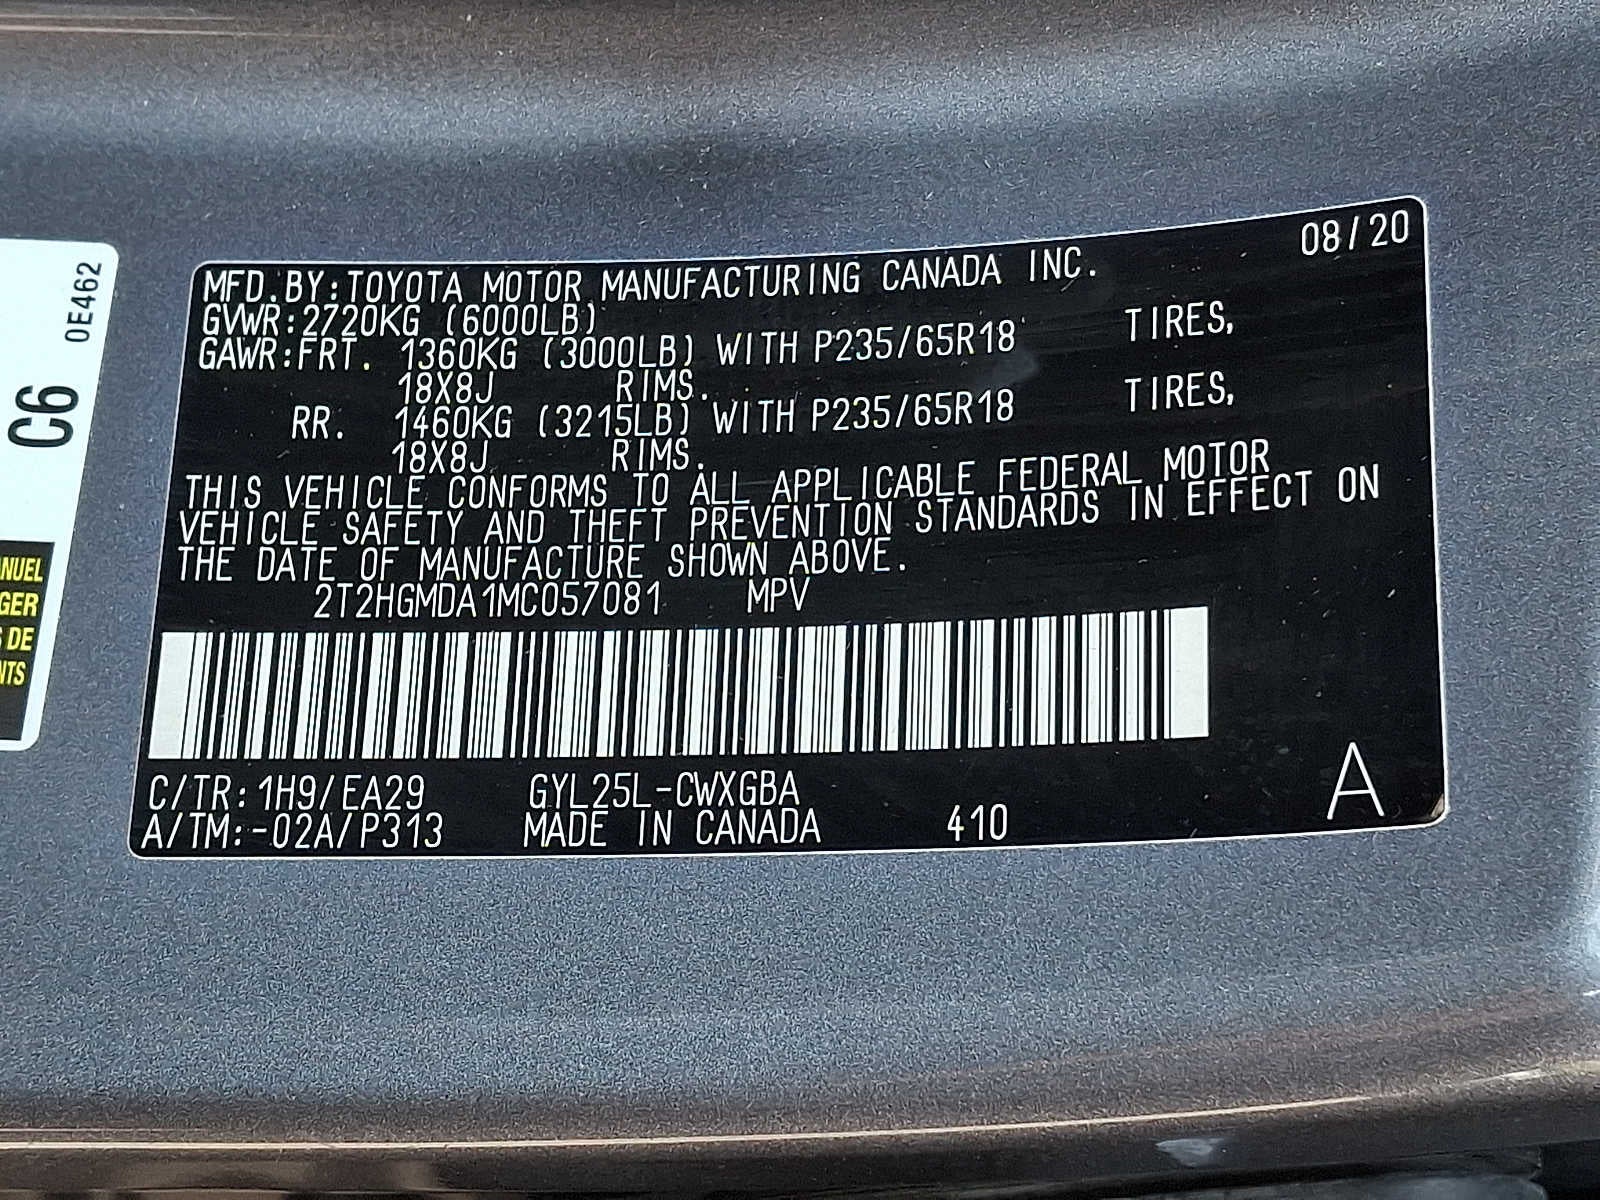 0E462
C6
NUEL
GER
DE
NTS
08/20
MFD.BY:TOYOTA MOTOR MANUFACTURING CANADA INC.
GVWR:2720KG (6000LB)
GAWR:FRT. 1360KG (3000LB) WITH P235/65R18 TIRES,
18X8J RIMS.
RR. 1460KG (3215LB) WITH P235/65R18 TIRES,
18X8J RIMS.
THIS VEHICLE CONFORMS TO ALL APPLICABLE FEDERAL MOTOR
VEHICLE SAFETY AND THEFT PREVENTION STANDARDS IN EFFECT ON
THE DATE OF MANUFACTURE SHOWN ABOVE.
2T2HGMDA1MC057081 MPV
C/TR:1H9/EA29 GYL25L-CWXGBA
A/TM:-02A/P313 MADE IN CANADA 410
A